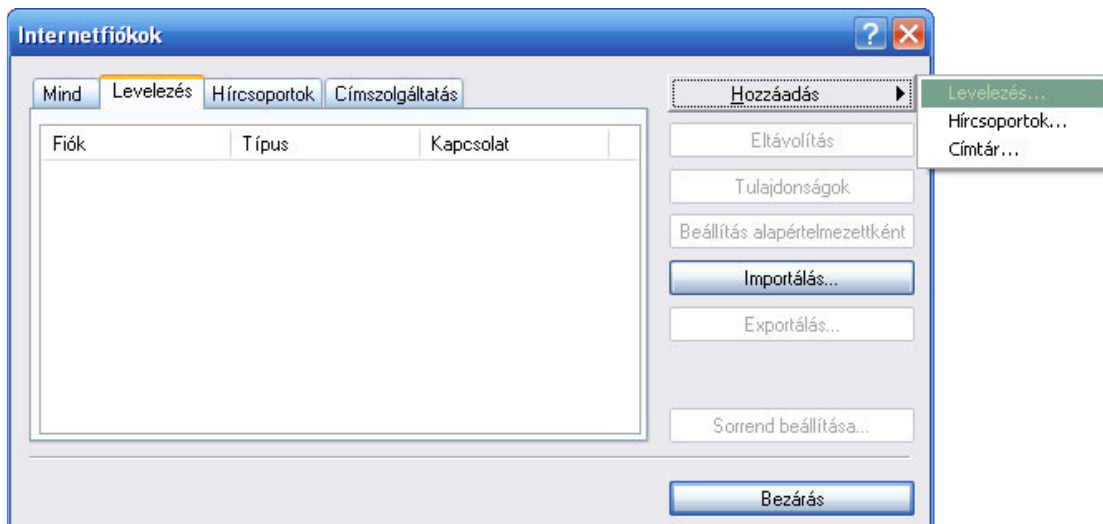 Internetfiókok
Mind Levelezés Hírcsoportok Címszolgáltatás
Fiók Típus Kapcsolat
Hozzáadás
Levelezés...
Hírcsoportok...
Címtár...
Eltávolítás
Tulajdonságok
Beállítás alapértelmezettként
Importálás...
Exportálás...
Sorrend beállítása...
Bezárás